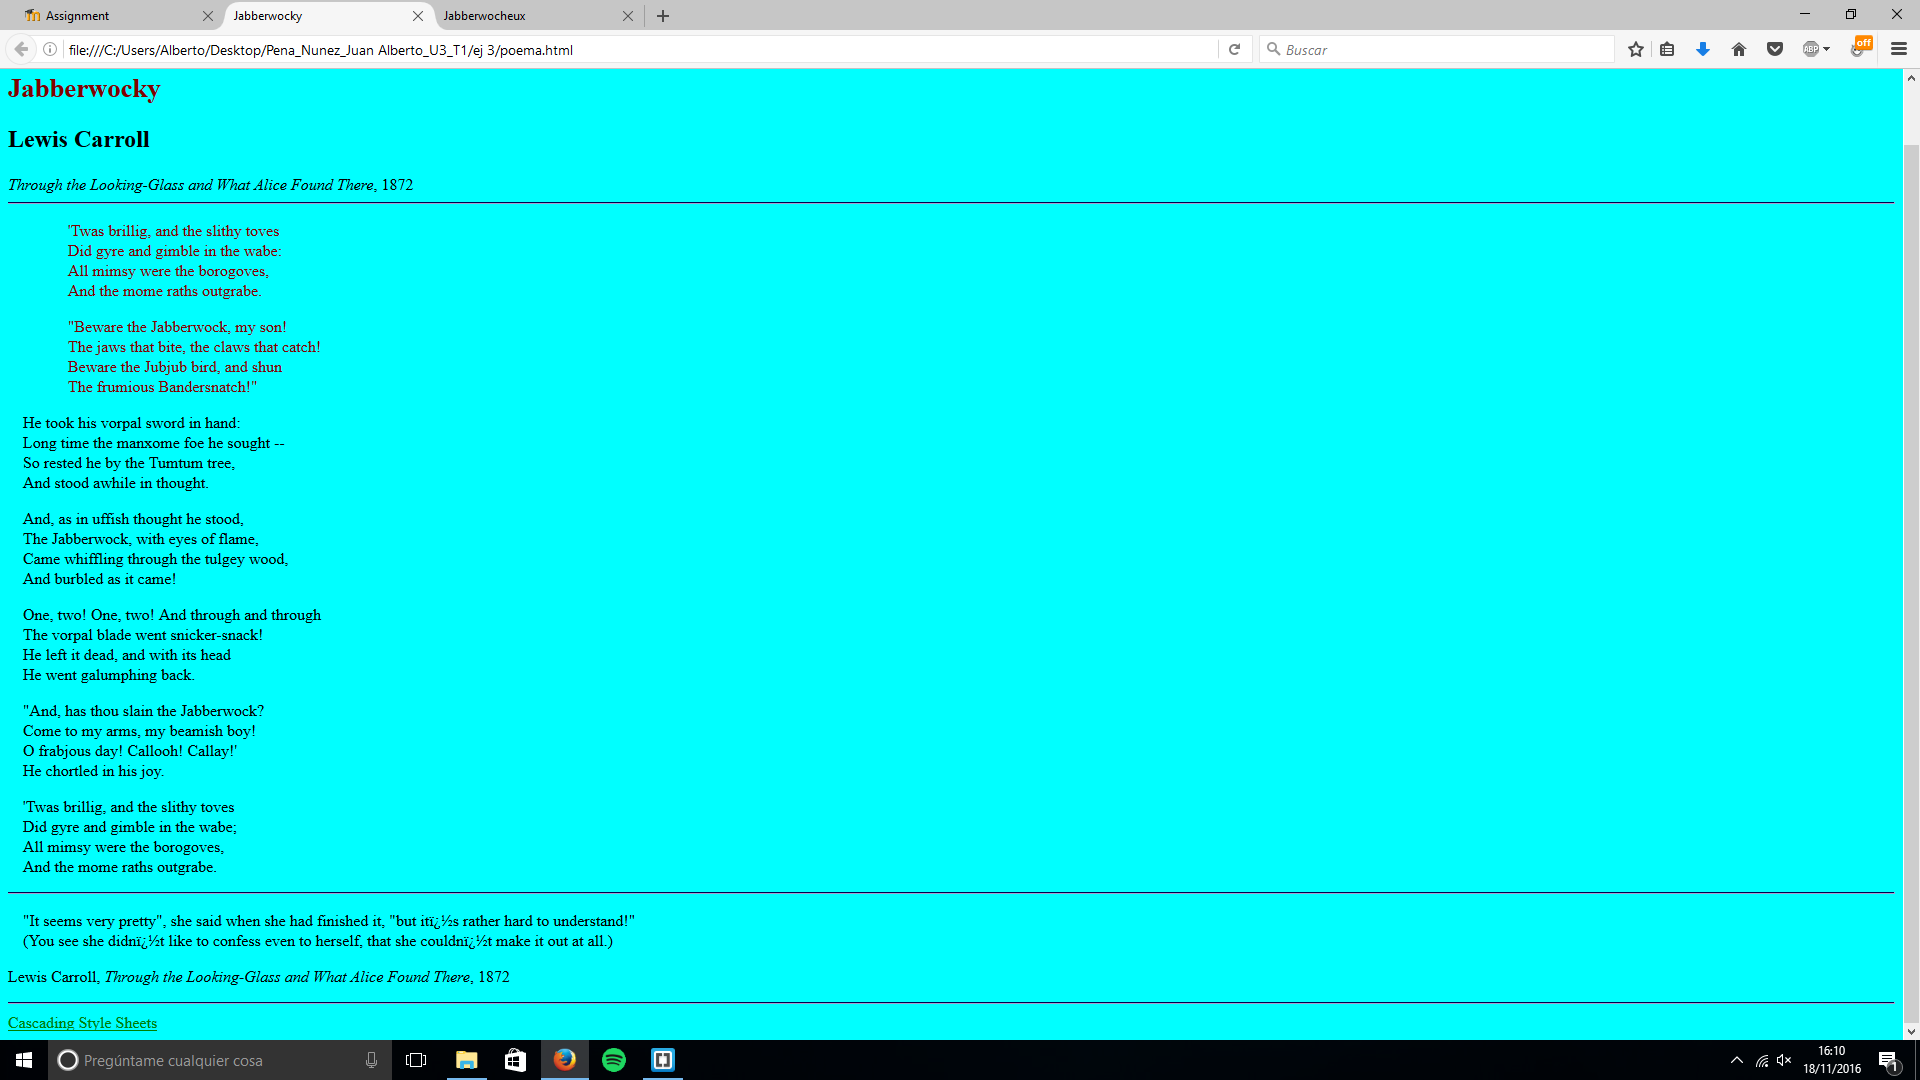 Assignment
Jabberwocky
Jabberwocheux
file:///C:/Users/Alberto/Desktop/Pena_Nunez_Juan Alberto_U3_T1/ej 3/poema.html
Buscar
ABP
off
Jabberwocky
Lewis Carroll
Through the Looking-Glass and What Alice Found There, 1872
'Twas brillig, and the slithy toves
Did gyre and gimble in the wabe:
All mimsy were the borogoves,
And the mome raths outgrabe.
"Beware the Jabberwock, my son!
The jaws that bite, the claws that catch!
Beware the Jubjub bird, and shun
The frumious Bandersnatch!"
He took his vorpal sword in hand:
Long time the manxome foe he sought --
So rested he by the Tumtum tree,
And stood awhile in thought.
And, as in uffish thought he stood,
The Jabberwock, with eyes of flame,
Came whiffling through the tulgey wood,
And burbled as it came!
One, two! One, two! And through and through
The vorpal blade went snicker-snack!
He left it dead, and with its head
He went galumphing back.
"And, has thou slain the Jabberwock?
Come to my arms, my beamish boy!
O frabjous day! Callooh! Callay!'
He chortled in his joy.
'Twas brillig, and the slithy toves
Did gyre and gimble in the wabe;
All mimsy were the borogoves,
And the mome raths outgrabe.
"It seems very pretty", she said when she had finished it, "but itï¿½s rather hard to understand!"
(You see she didnï¿½t like to confess even to herself, that she couldnï¿½t make it out at all.)
Lewis Carroll, Through the Looking-Glass and What Alice Found There, 1872
Cascading Style Sheets
Pregúntame cualquier cosa
16:10
18/11/2016
1